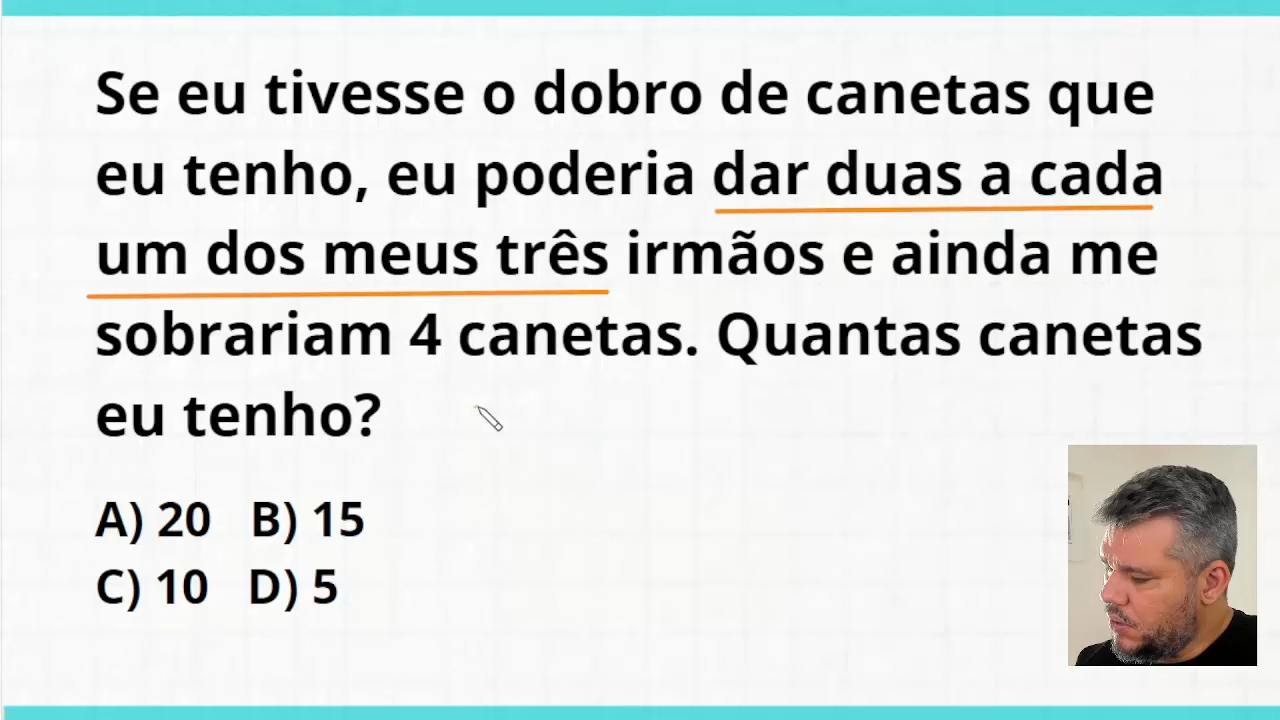 Se eu tivesse o dobro de canetas que
eu tenho, eu poderia dar duas a cada
um dos meus três irmãos e ainda me
sobrariam 4 canetas. Quantas canetas
eu tenho?
A) 20 B) 15
C) 10 D) 5